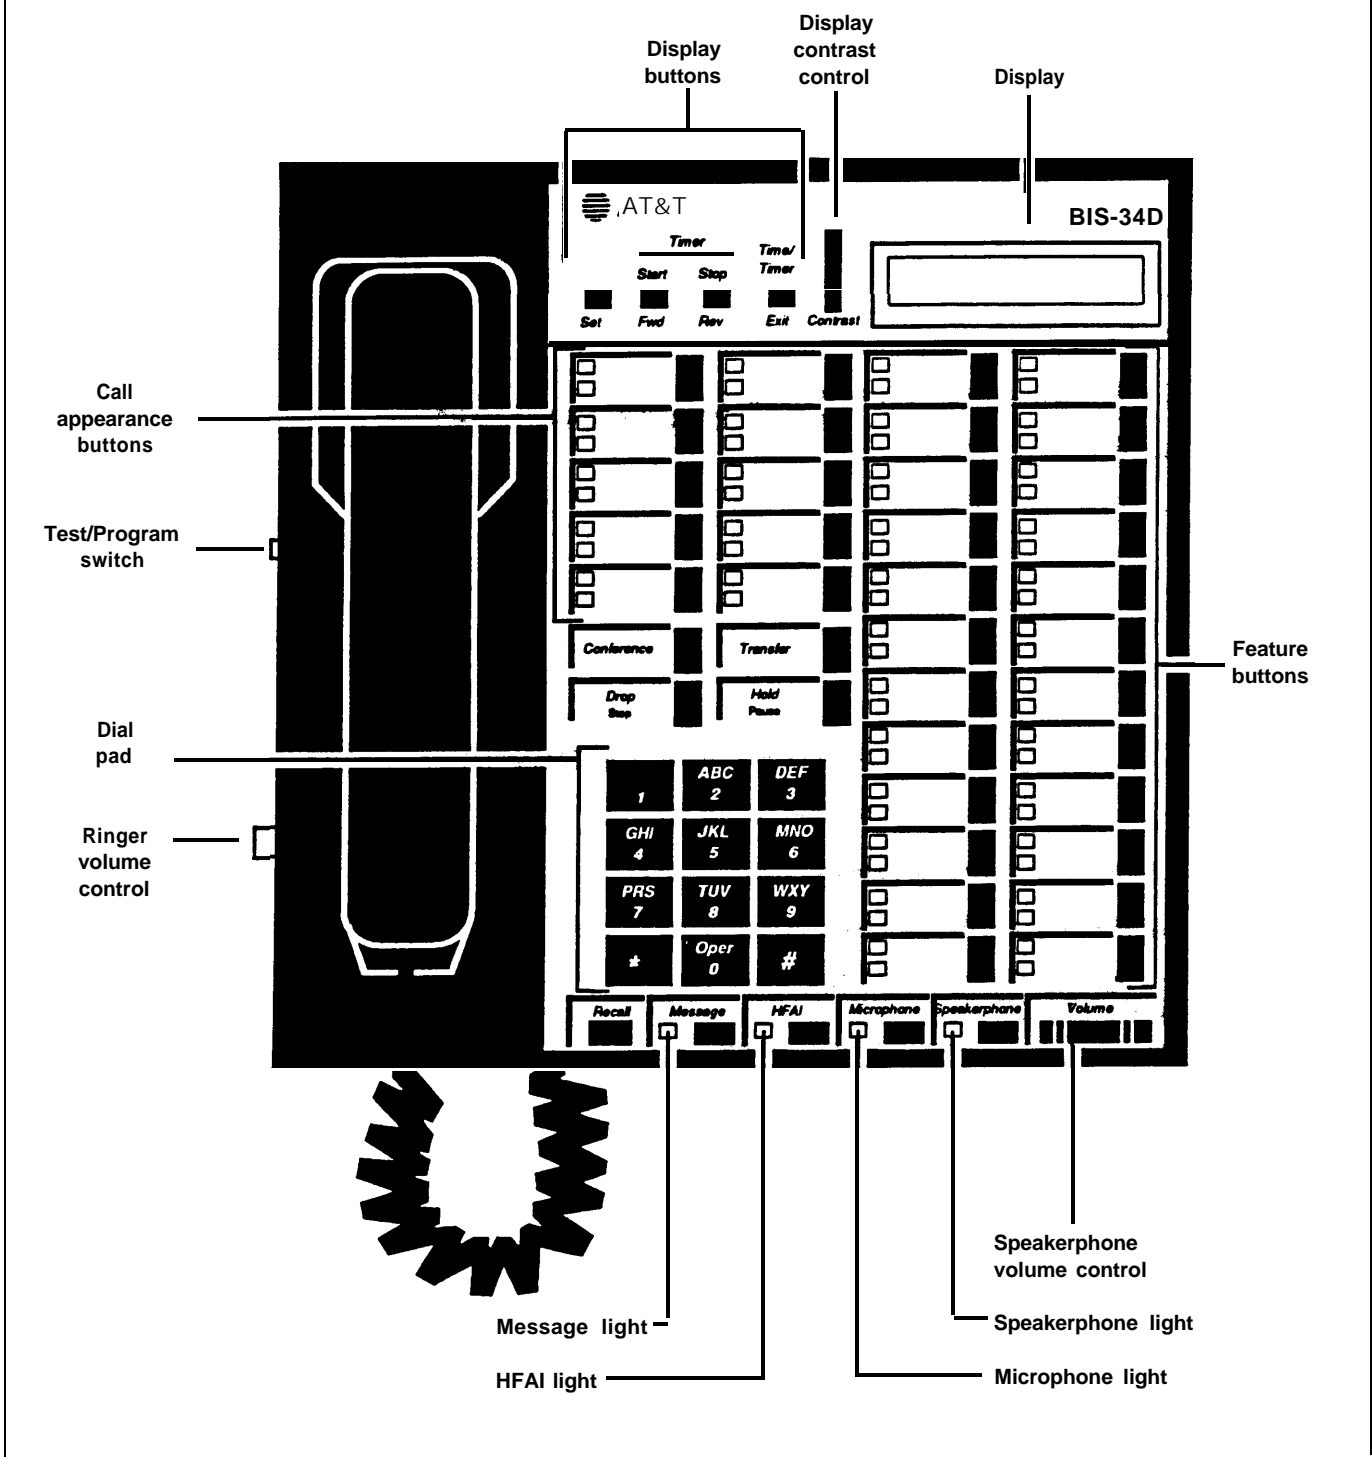 Display
contrast
control
Display
buttons
Display
AT&T
BIS-34D
Timer
Time/
Timer
Start
Stop
Set
Fwd
Rev
Exit
Contrast
Call
appearance
buttons
Test/Program
switch
Conference
Transfer
Feature
buttons
Drop
Stop
Hold
Pause
Dial
pad
1
ABC
2
DEF
3
GHI
4
JKL
5
MNO
6
Ringer
volume
control
PRS
7
TUV
8
WXY
9
*
Oper
0
#
Recall
Message
HFAI
Microphone
Speakerphone
Volume
Speakerphone
volume control
Message light
Speakerphone light
HFAI light
Microphone light